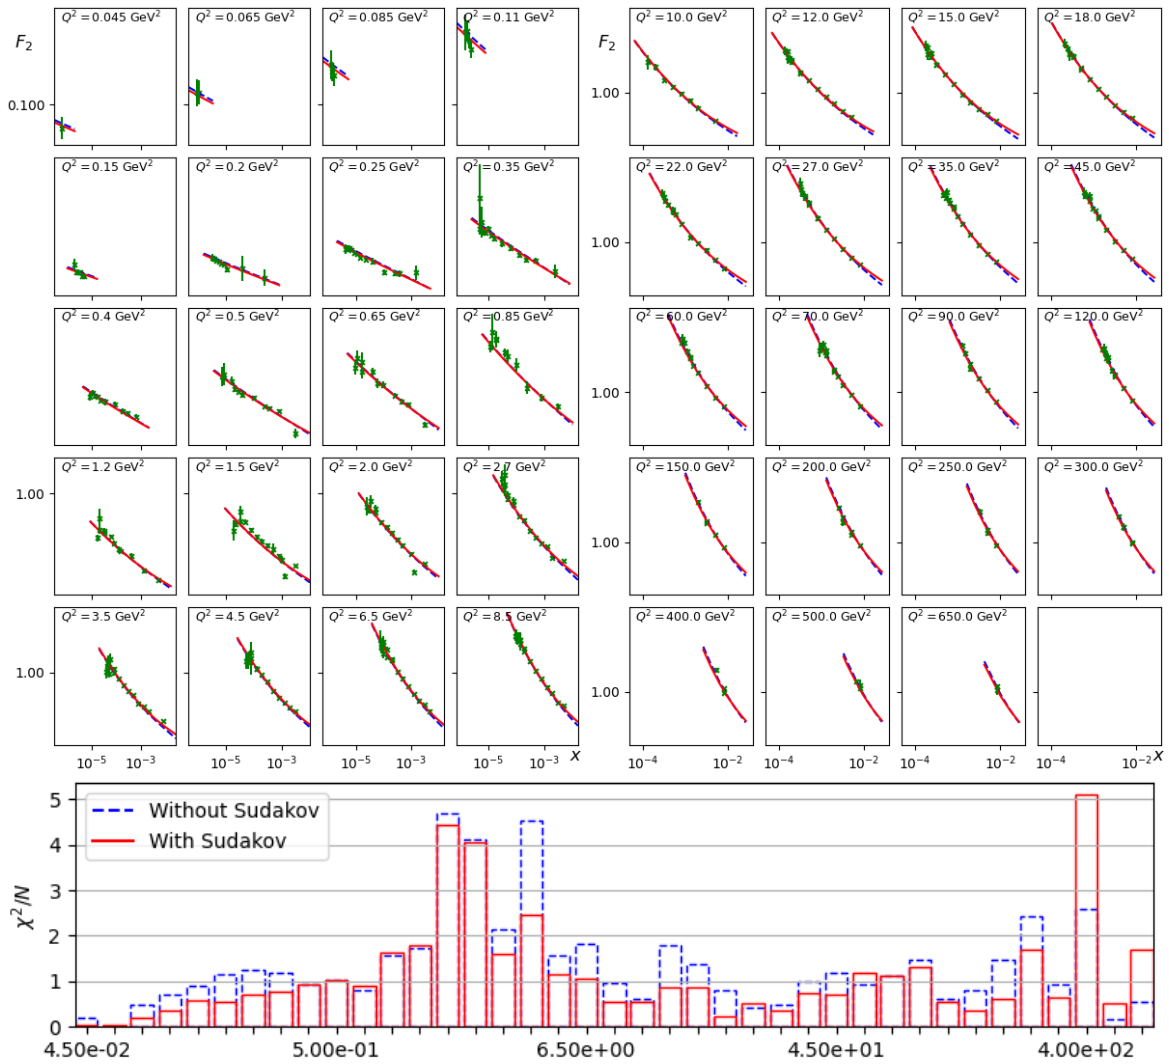 Q² = 0.045 GeV² Q² = 0.065 GeV² Q² = 0.085 GeV² Q² = 0.11 GeV² Q² = 10.0 GeV² Q² = 12.0 GeV² Q² = 15.0 GeV² Q² = 18.0 GeV²
F₂ F₂
0.100 1.00
Q² = 0.15 GeV² Q² = 0.2 GeV² Q² = 0.25 GeV² Q² = 0.35 GeV² Q² = 22.0 GeV² Q² = 27.0 GeV² Q² = 35.0 GeV² Q² = 45.0 GeV²
1.00
Q² = 0.4 GeV² Q² = 0.5 GeV² Q² = 0.65 GeV² Q² = 0.85 GeV² Q² = 60.0 GeV² Q² = 70.0 GeV² Q² = 90.0 GeV² Q² = 120.0 GeV²
1.00
Q² = 1.2 GeV² Q² = 1.5 GeV² Q² = 2.0 GeV² Q² = 2.7 GeV² Q² = 150.0 GeV² Q² = 200.0 GeV² Q² = 250.0 GeV² Q² = 300.0 GeV²
1.00 1.00
Q² = 3.5 GeV² Q² = 4.5 GeV² Q² = 6.5 GeV² Q² = 8.5 GeV² Q² = 400.0 GeV² Q² = 500.0 GeV² Q² = 650.0 GeV²
1.00 1.00
10⁻⁵ 10⁻³ 10⁻⁵ 10⁻³ 10⁻⁵ 10⁻³ 10⁻⁵ 10⁻³ x 10⁻⁴ 10⁻² 10⁻⁴ 10⁻² 10⁻⁴ 10⁻² 10⁻⁴ 10⁻² x
5
Without Sudakov
With Sudakov
4
3
χ²/N
2
1
0
4.50e-02 5.00e-01 6.50e+00 4.50e+01 4.00e+02